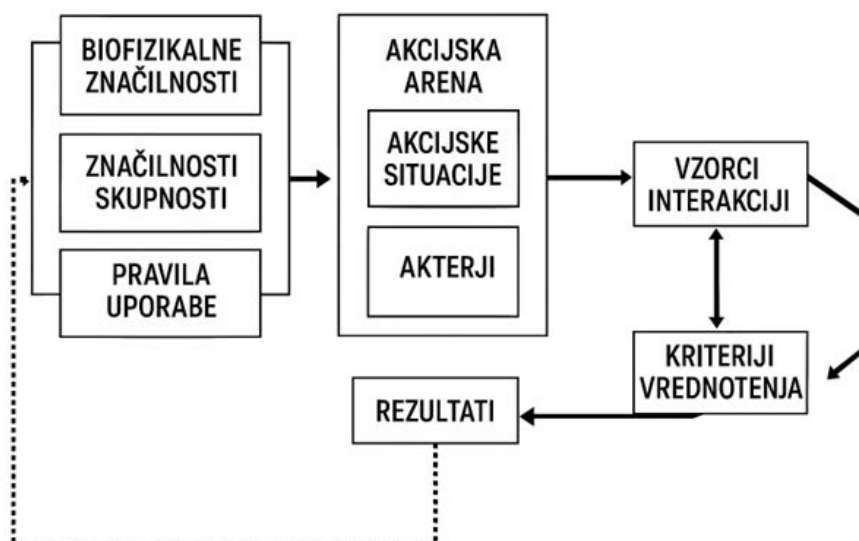 BIOFIZIKALNE
ZNAČILNOSTI
ZNAČILNOSTI
SKUPNOSTI
PRAVILA
UPORABE
AKCIJSKA
ARENA
AKCIJSKE
SITUACIJE
AKTERJI
VZORCI
INTERAKCIJI
KRITERIJI
VREDNOTENJA
REZULTATI